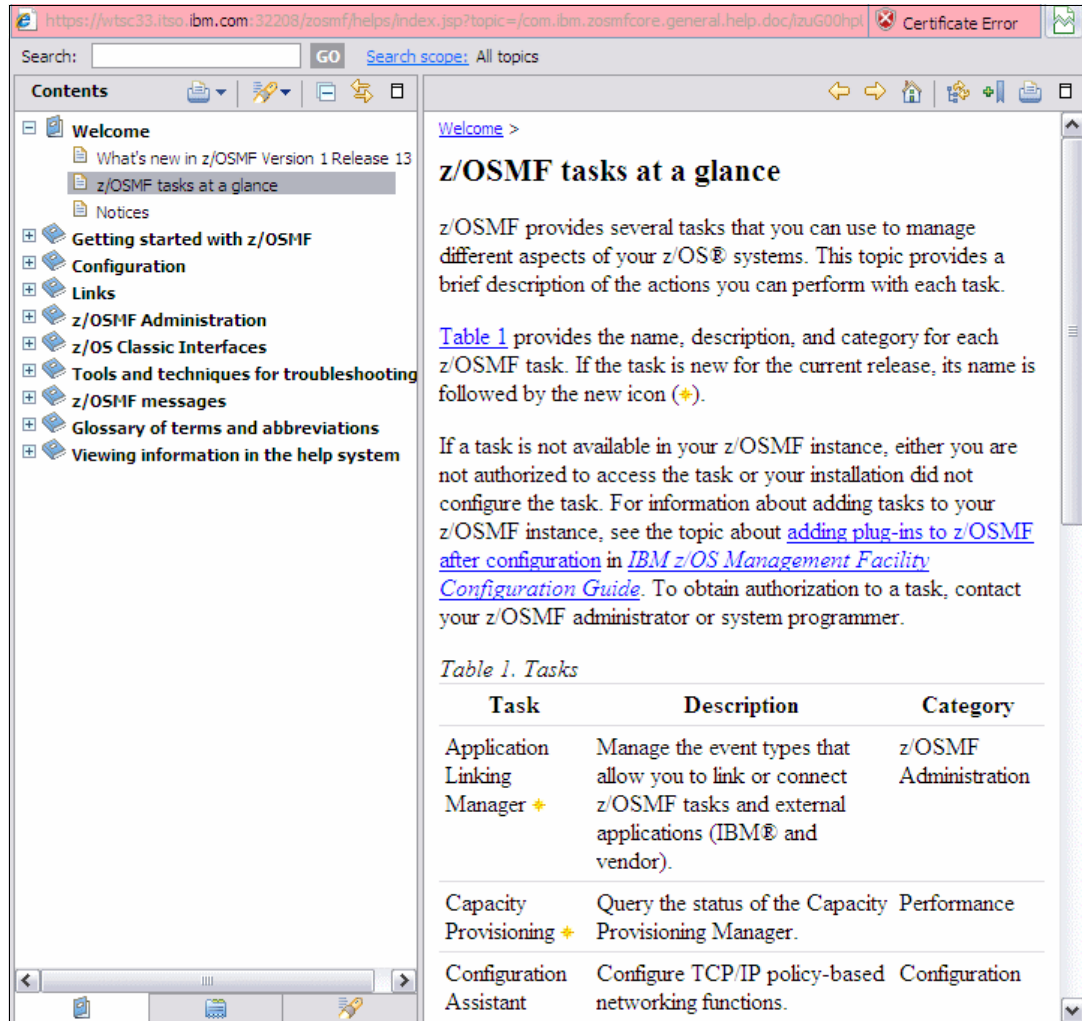 https://wtsc33.itso.ibm.com:32208/zosmf/helps/index.jsp?topic=/com.ibm.zosmfcore.general.help.doc/izuG00hpl
Certificate Error
Search:
GO
Search scope: All topics
Contents
Welcome
What's new in z/OSMF Version 1 Release 13
z/OSMF tasks at a glance
Notices
Getting started with z/OSMF
Configuration
Links
z/OSMF Administration
z/OS Classic Interfaces
Tools and techniques for troubleshooting
z/OSMF messages
Glossary of terms and abbreviations
Viewing information in the help system
Welcome >
z/OSMF tasks at a glance
z/OSMF provides several tasks that you can use to manage
different aspects of your z/OS® systems. This topic provides a
brief description of the actions you can perform with each task.
Table 1 provides the name, description, and category for each
z/OSMF task. If the task is new for the current release, its name is
followed by the new icon ( ).
If a task is not available in your z/OSMF instance, either you are
not authorized to access the task or your installation did not
configure the task. For information about adding tasks to your
z/OSMF instance, see the topic about adding plug-ins to z/OSMF
after configuration in IBM z/OS Management Facility
Configuration Guide. To obtain authorization to a task, contact
your z/OSMF administrator or system programmer.
Table 1. Tasks
Task Description Category
Application Manage the event types that z/OSMF
Linking allow you to link or connect Administration
Manager z/OSMF tasks and external
applications (IBM® and
vendor).
Capacity Query the status of the Capacity Performance
Provisioning Provisioning Manager.
Configuration Configure TCP/IP policy-based Configuration
Assistant networking functions.